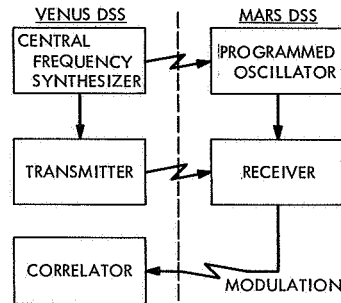 VENUS DSS
MARS DSS
CENTRAL
FREQUENCY
SYNTHESIZER
PROGRAMMED
OSCILLATOR
TRANSMITTER
RECEIVER
CORRELATOR
MODULATION